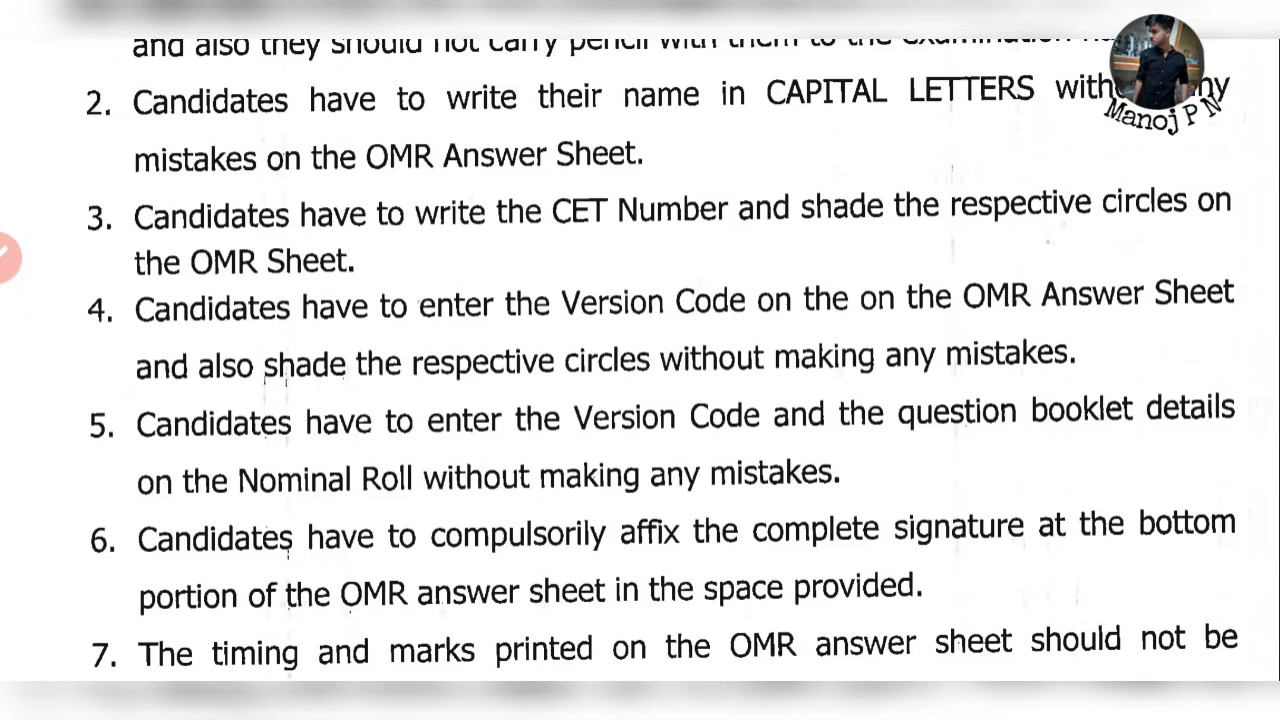 and also they should not carry pencil with them to the examination
2. Candidates have to write their name in CAPITAL LETTERS without any
mistakes on the OMR Answer Sheet.
3. Candidates have to write the CET Number and shade the respective circles on
the OMR Sheet.
4. Candidates have to enter the Version Code on the on the OMR Answer Sheet
and also shade the respective circles without making any mistakes.
5. Candidates have to enter the Version Code and the question booklet details
on the Nominal Roll without making any mistakes.
6. Candidates have to compulsorily affix the complete signature at the bottom
portion of the OMR answer sheet in the space provided.
7. The timing and marks printed on the OMR answer sheet should not be
Manoj P N